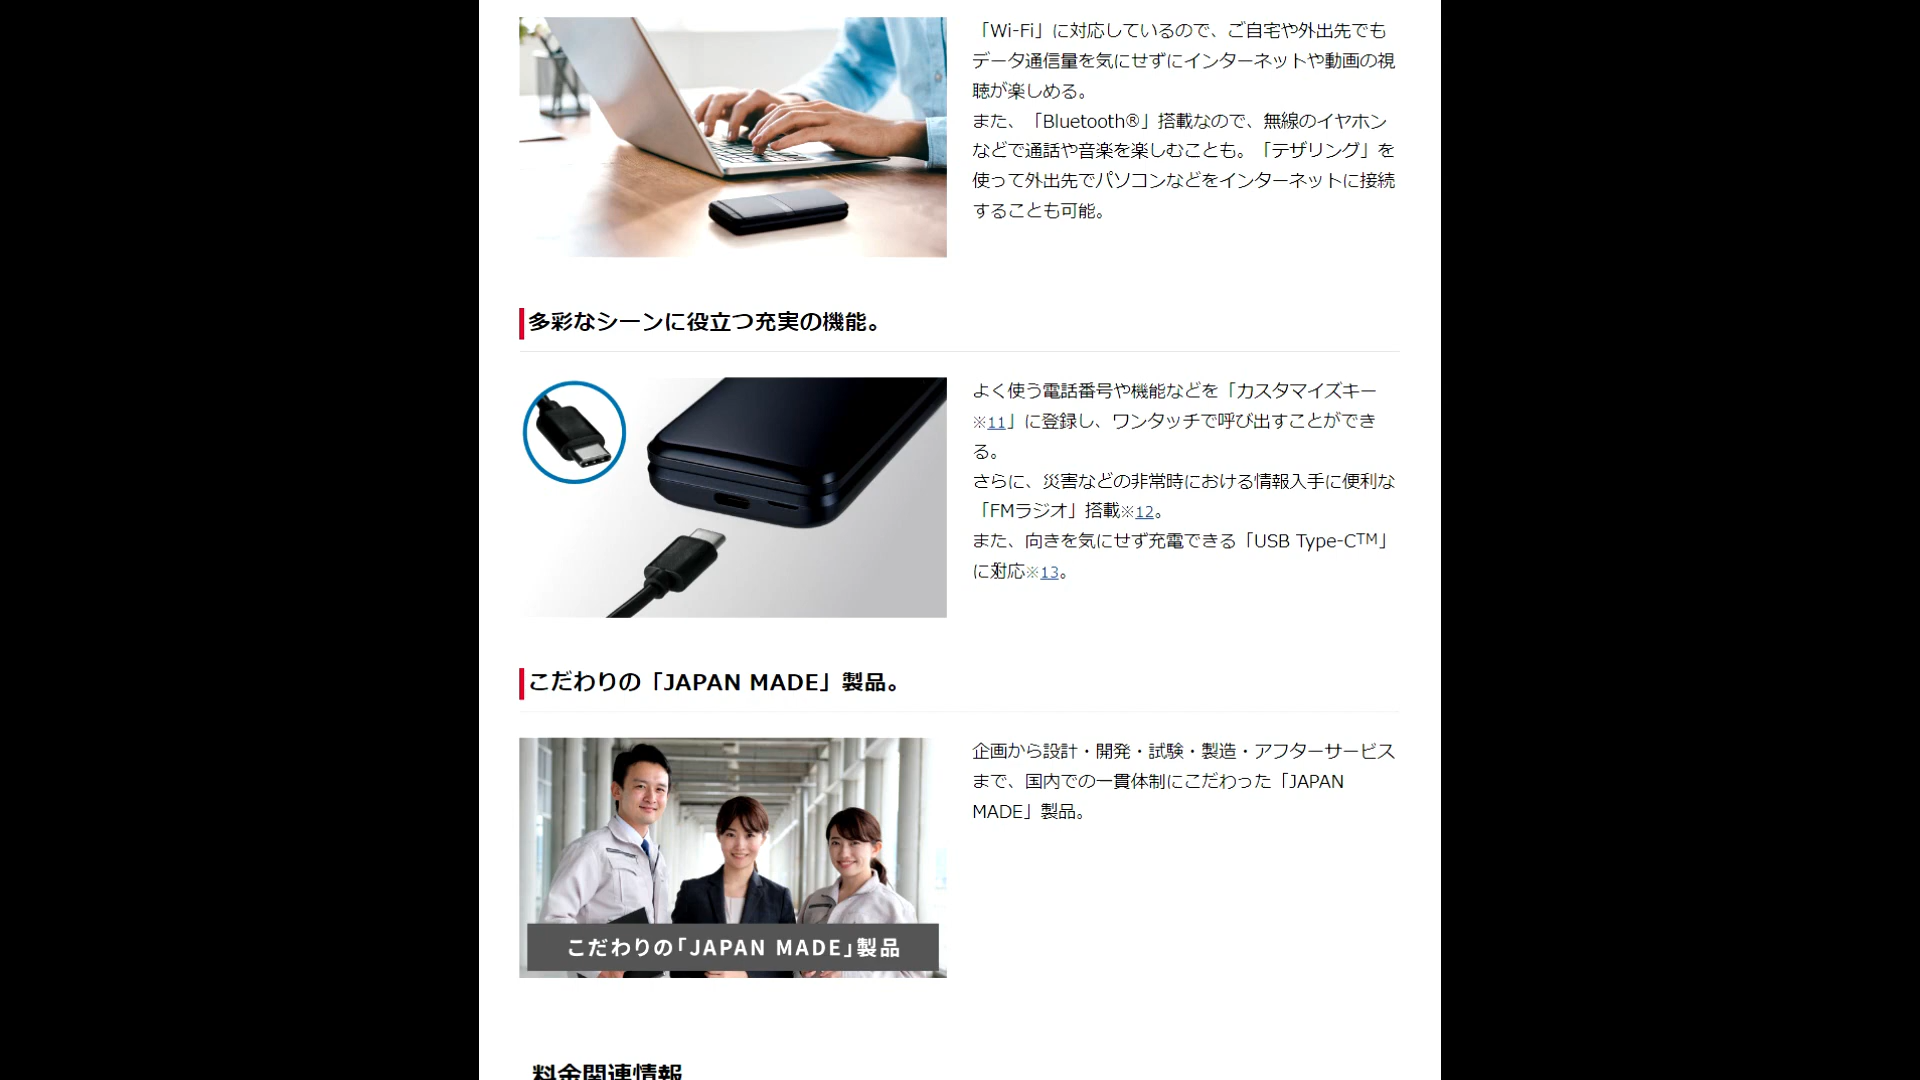 「Wi-Fi」に対応しているので、ご自宅や外出先でも
データ通信量を気にせずにインターネットや動画の視
聴が楽しめる。
また、「Bluetooth®」搭載なので、無線のイヤホン
などで通話や音楽を楽しむことも。「テザリング」を
使って外出先でパソコンなどをインターネットに接続
することも可能。
多彩なシーンに役立つ充実の機能。
よく使う電話番号や機能などを「カスタマイズキー
※11」に登録し、ワンタッチで呼び出すことができ
る。
さらに、災害などの非常時における情報入手に便利な
「FMラジオ」搭載※12。
また、向きを気にせず充電できる「USB Type-C™」
に対応※13。
こだわりの「JAPAN MADE」製品。
企画から設計・開発・試験・製造・アフターサービス
まで、国内での一貫体制にこだわった「JAPAN
MADE」製品。
こだわりの「JAPAN MADE」製品
料金関連情報